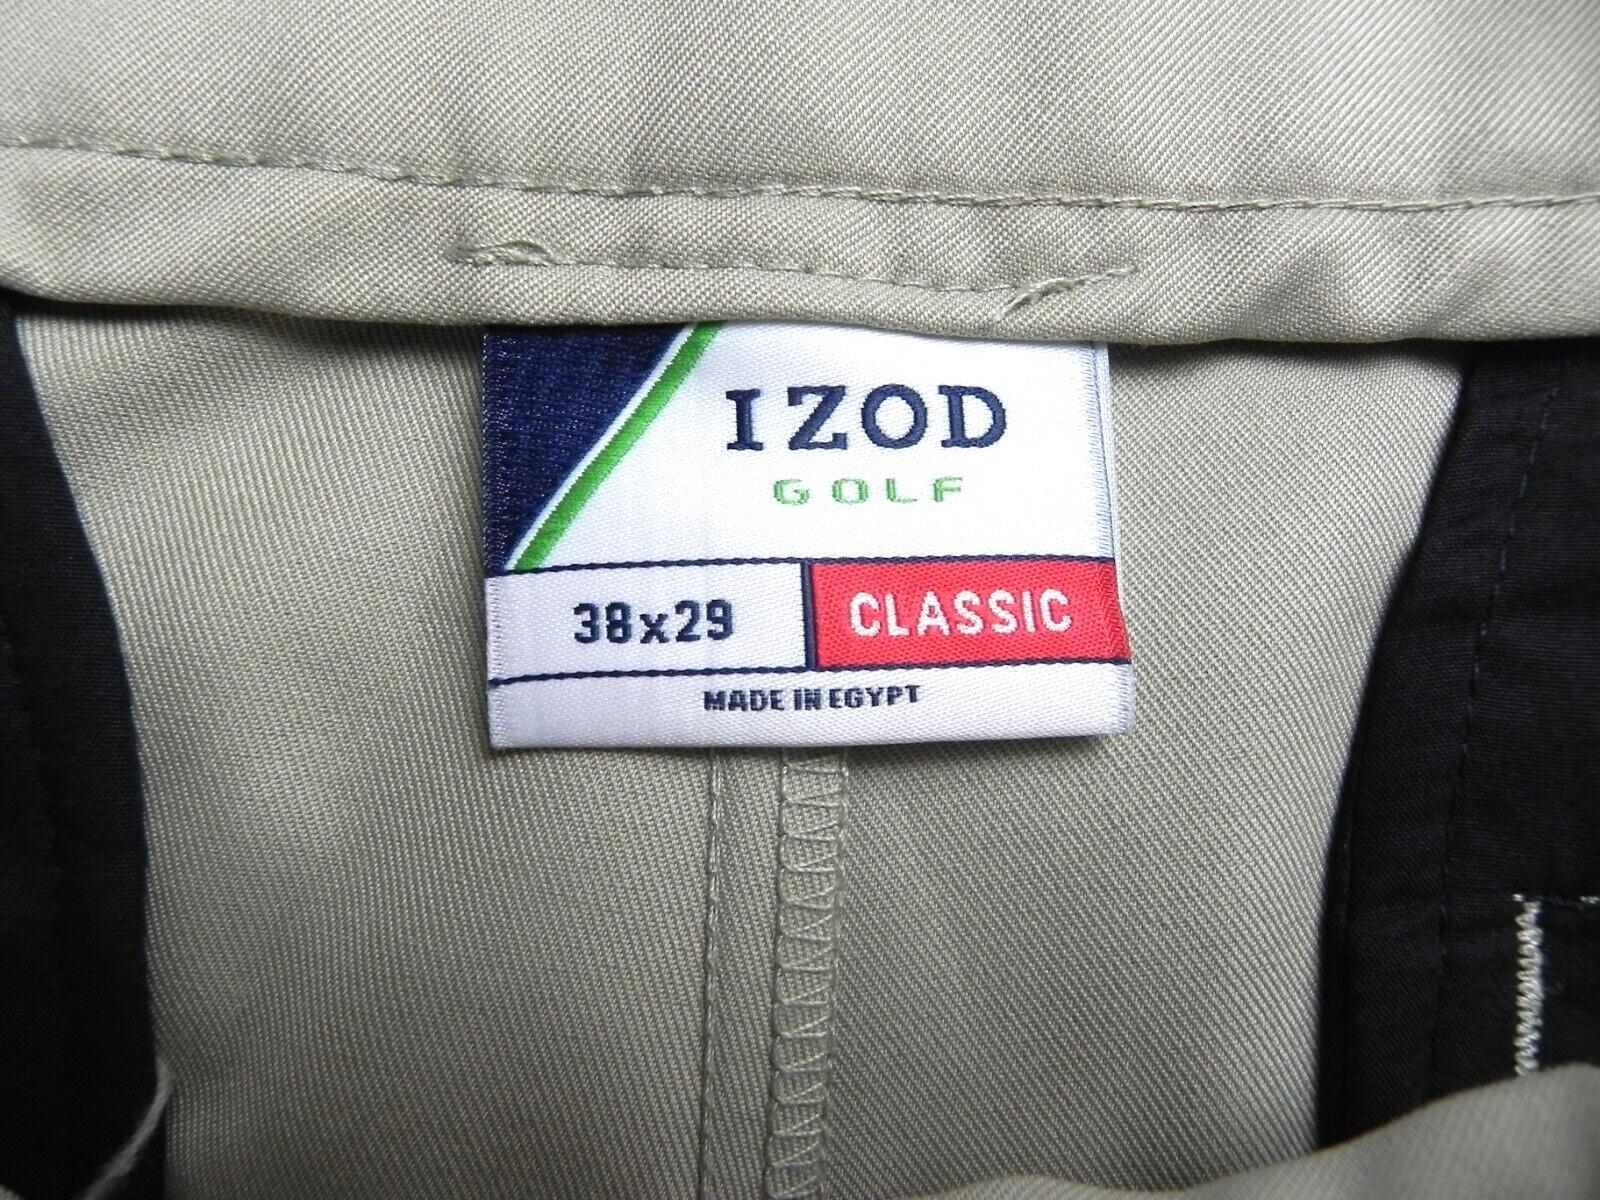 IZOD
GOLF
38x29 CLASSIC
MADE IN EGYPT